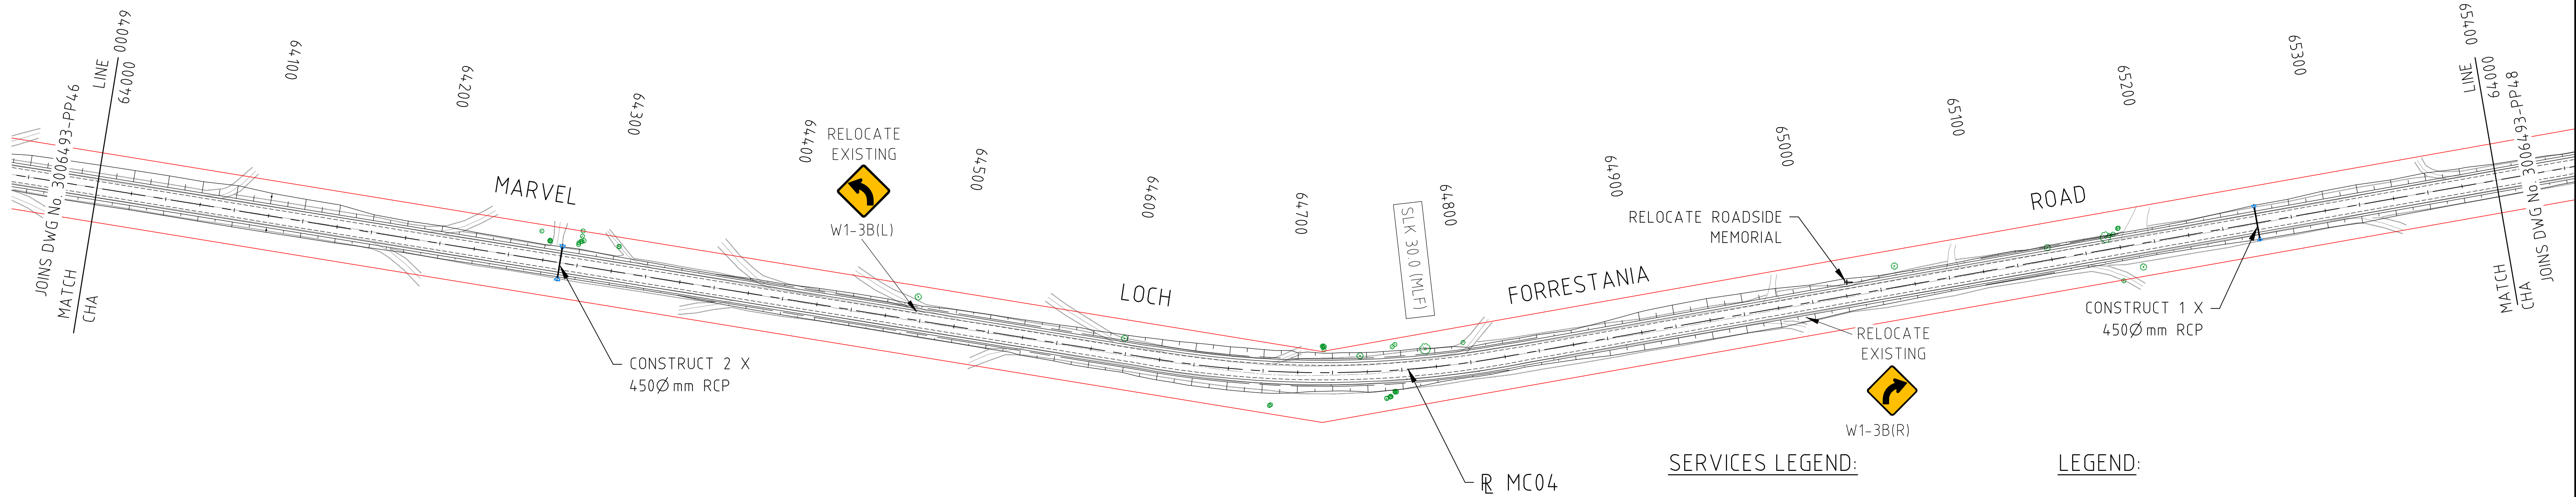 JOINS DWG No. 3006493-PP46
MATCH LINE
CHA 64000
64000
64100
64200
64300
64400
64500
64600
64700
64800
64900
65000
65100
65200
65300
65400
MATCH LINE
CHA 64900
JOINS DWG No. 3006493-PP48
MARVEL
LOCH
FORRESTANIA
ROAD
RELOCATE
EXISTING
W1-3B(L)
CONSTRUCT 2 X
450Ø mm RCP
SLK 30.0 (MLF)
RELOCATE ROADSIDE
MEMORIAL
RELOCATE
EXISTING
W1-3B(R)
CONSTRUCT 1 X
450Ø mm RCP
RL MC04
SERVICES LEGEND:
LEGEND: